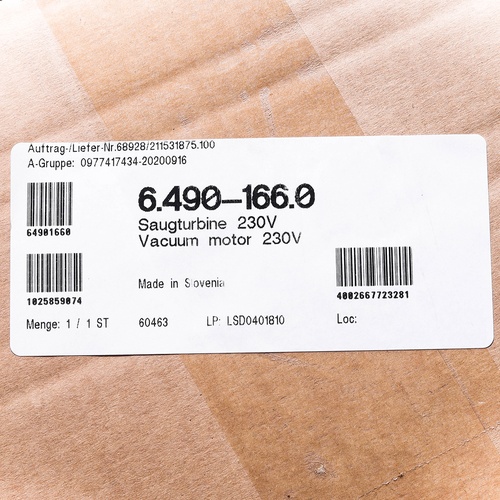 Auftrag-/Liefer-Nr.68928/211531875.100
A-Gruppe: 0977417434-20200916
6.490-166.0
Saugturbine 230V
Vacuum motor 230V
64901660
1025859074
Made in Slovenia
4002667723281
Menge: 1 / 1 ST 60463 LP: LSD0401810 Loc: